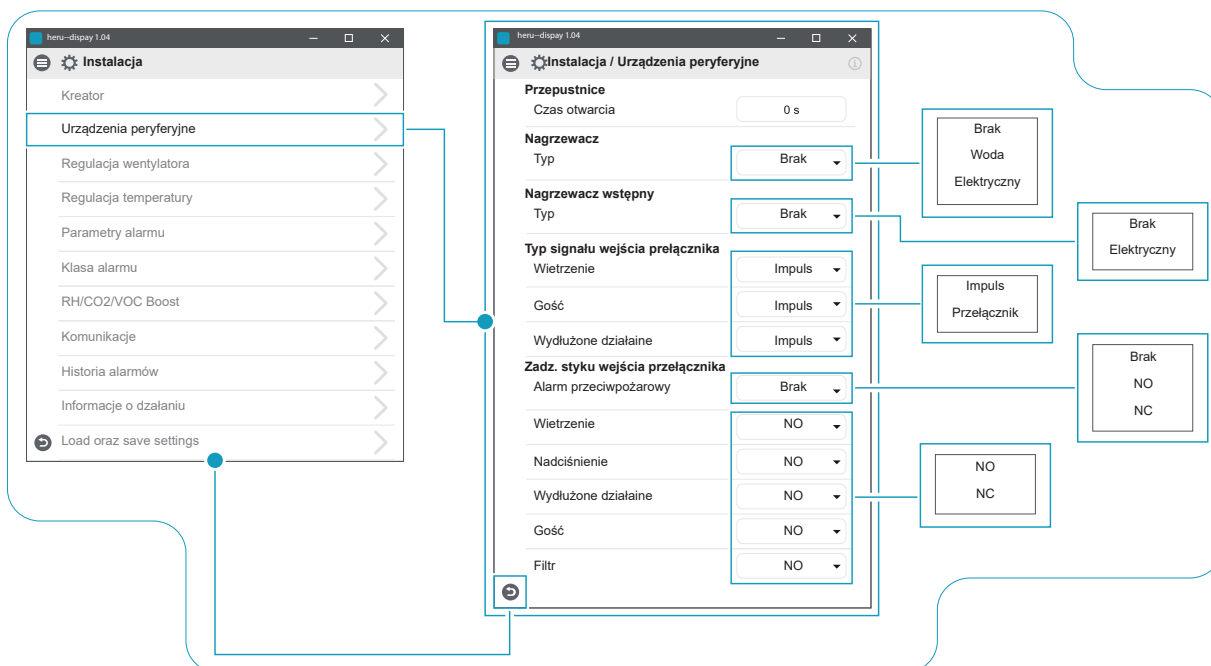 heru--dispay 1.04
Instalacja
Kreator
Urządzenia peryferyjne
Regulacja wentylatora
Regulacja temperatury
Parametry alarmu
Klasa alarmu
RH/CO2/VOC Boost
Komunikacje
Historia alarmów
Informacje o dzałaniu
Load oraz save settings
heru--dispay 1.04
Instalacja / Urządzenia peryferyjne
Przepustnice
Czas otwarcia 0 s
Nagrzewacz
Typ Brak
Nagrzewacz wstępny
Typ Brak
Typ signału wejścia prełącznika
Wietrzenie Impuls
Gość Impuls
Wydłużone działaine Impuls
Zadz. styku wejścia przełącznika
Alarm przeciwpożarowy Brak
Wietrzenie NO
Nadciśnienie NO
Wydłużone działaine NO
Gość NO
Filtr NO
Brak
Woda
Elektryczny
Brak
Elektryczny
Impuls
Przełącznik
Brak
NO
NC
NO
NC